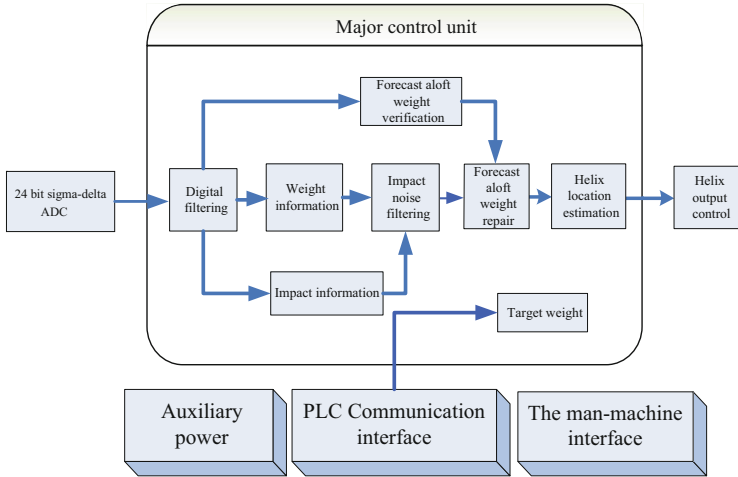 Major control unit
Forecast aloft
weight
verification
24 bit sigma-delta
ADC
Digital
filtering
Weight
information
Impact
noise
filtering
Forecast
aloft
weight
repair
Helix
location
estimation
Helix
output
control
Impact information
Target weight
Auxiliary
power
PLC Communication
interface
The man-machine
interface